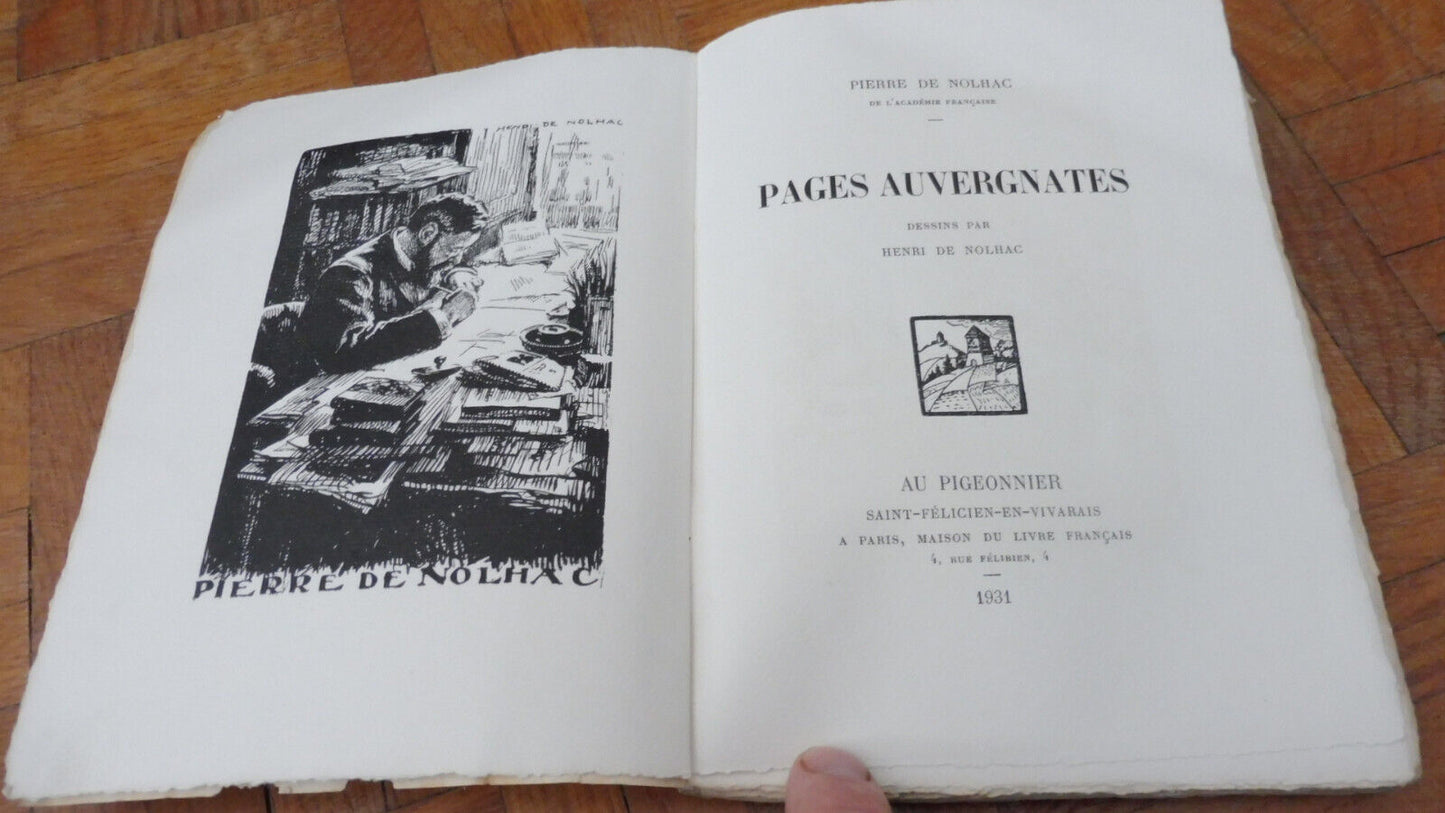 HENRI DE NOLHAC
PIERRE DE NOLHAC
PIERRE DE NOLHAC
DE L'ACADÉMIE FRANÇAISE
PAGES AUVERGNATES
DESSINS PAR
HENRI DE NOLHAC
AU PIGEONNIER
SAINT-FÉLICIEN-EN-VIVARAIS
A PARIS, MAISON DU LIVRE FRANÇAIS
4, RUE FÉLIBIEN, 4
1931